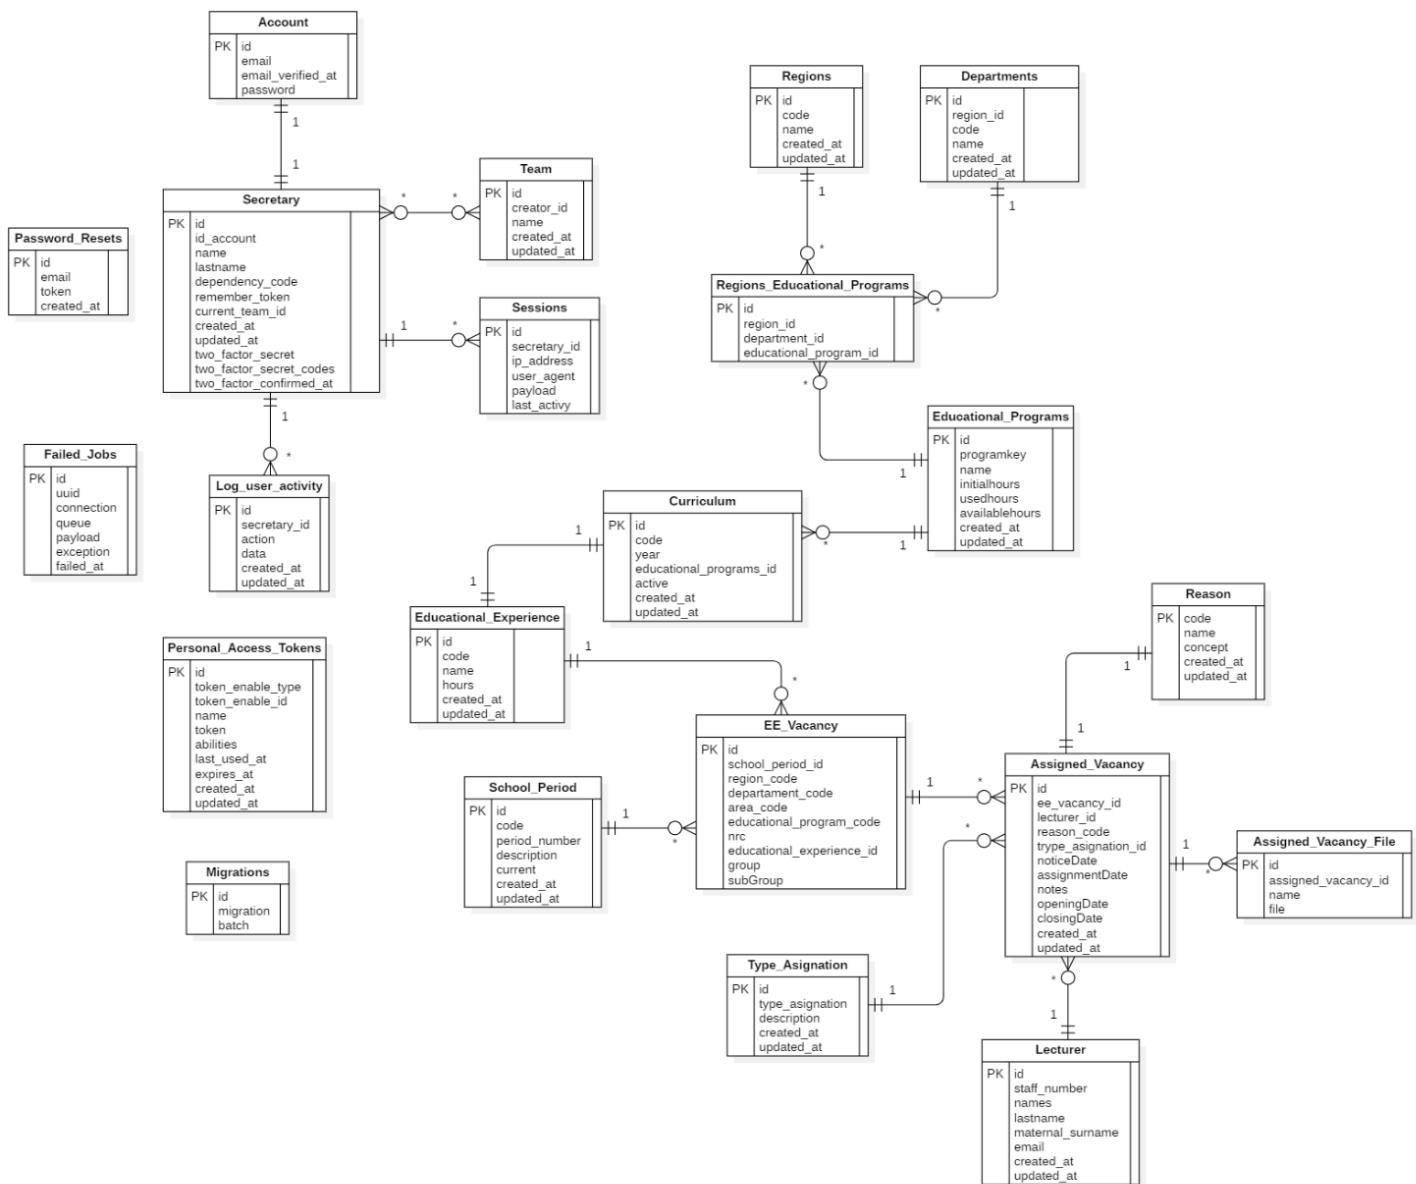 Account
PK id
email
email_verified_at
password
1
1
Secretary
PK id
id_account
name
lastname
dependency_code
remember_token
current_team_id
created_at
updated_at
two_factor_secret
two_factor_secret_codes
two_factor_confirmed_at
* *
Team
PK id
creator_id
name
created_at
updated_at
1 *
Sessions
PK id
secretary_id
ip_address
user_agent
payload
last_activy
Password_Resets
PK id
email
token
created_at
1
*
Log_user_activity
PK id
secretary_id
action
data
created_at
updated_at
Failed_Jobs
PK id
uuid
connection
queue
payload
exception
failed_at
Personal_Access_Tokens
PK id
token_enable_type
token_enable_id
name
token
abilities
last_used_at
expires_at
created_at
updated_at
Migrations
PK id
migration
batch
Regions
PK id
code
name
created_at
updated_at
1
*
Departments
PK id
region_id
code
name
created_at
updated_at
1
*
Regions_Educational_Programs
PK id
region_id
department_id
educational_program_id
*
1
Educational_Programs
PK id
programkey
name
initialhours
usedhours
availablehours
created_at
updated_at
1
*
Curriculum
PK id
code
year
educational_programs_id
active
created_at
updated_at
1
1
Educational_Experience
PK id
code
name
hours
created_at
updated_at
1
*
EE_Vacancy
PK id
school_period_id
region_code
departament_code
area_code
educational_program_code
nrc
educational_experience_id
group
subGroup
School_Period
PK id
code
period_number
description
current
created_at
updated_at
1
*
1
*
Reason
PK code
name
concept
created_at
updated_at
1
1
Assigned_Vacancy
PK id
ee_vacancy_id
lecturer_id
reason_code
trype_asignation_id
noticeDate
assignmentDate
notes
openingDate
closingDate
created_at
updated_at
1
*
Assigned_Vacancy_File
PK id
assigned_vacancy_id
name
file
Type_Asignation
PK id
type_asignation
description
created_at
updated_at
1
*
*
1
Lecturer
PK id
staff_number
names
lastname
maternal_surname
email
created_at
updated_at